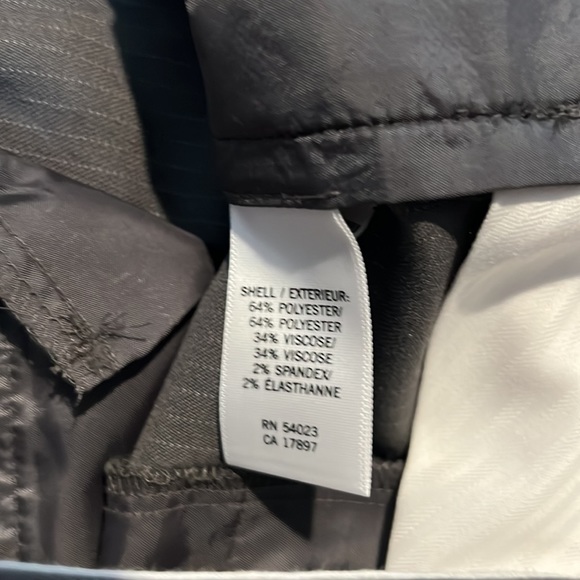 SHELL / EXTERIEUR:
64% POLYESTER/
64% POLYESTER
34% VISCOSE/
34% VISCOSE
2% SPANDEX/
2% ÉLASTHANNE
RN 54023
CA 17897